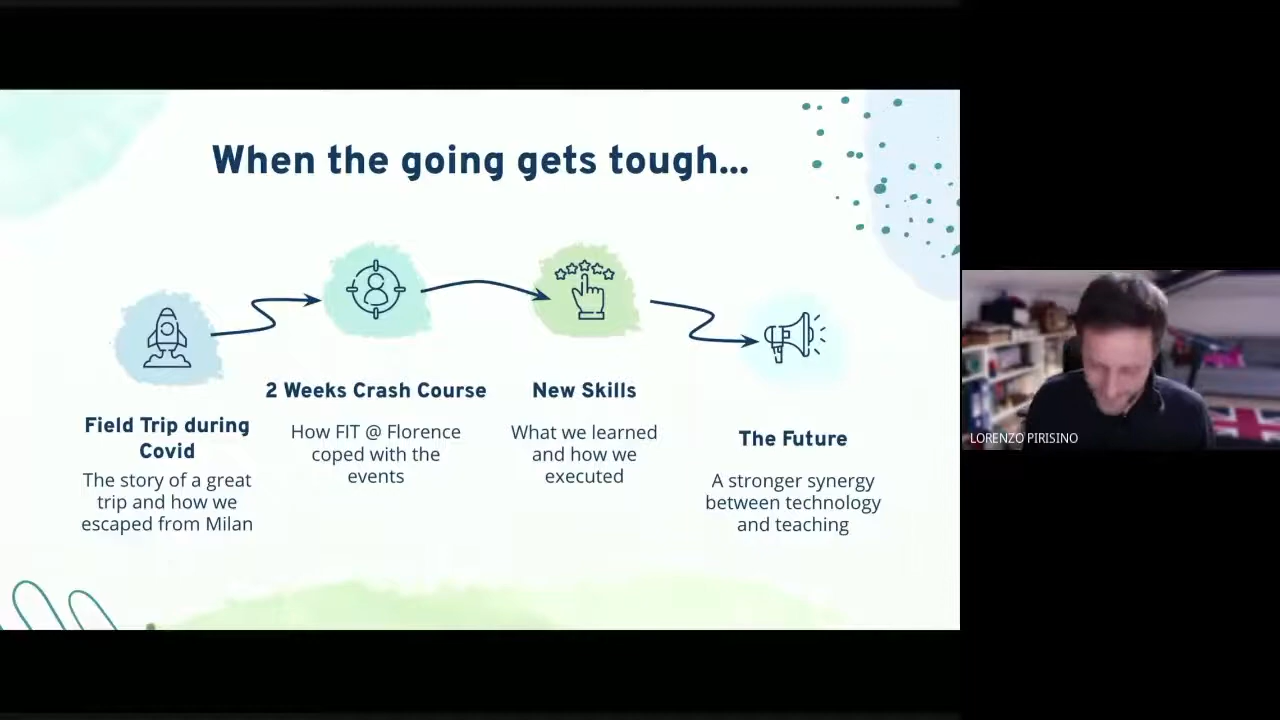 When the going gets tough...
Field Trip during
Covid
The story of a great
trip and how we
escaped from Milan
2 Weeks Crash Course
How FIT @ Florence
coped with the
events
New Skills
What we learned
and how we
executed
The Future
A stronger synergy
between technology
and teaching
LORENZO PIRISINO